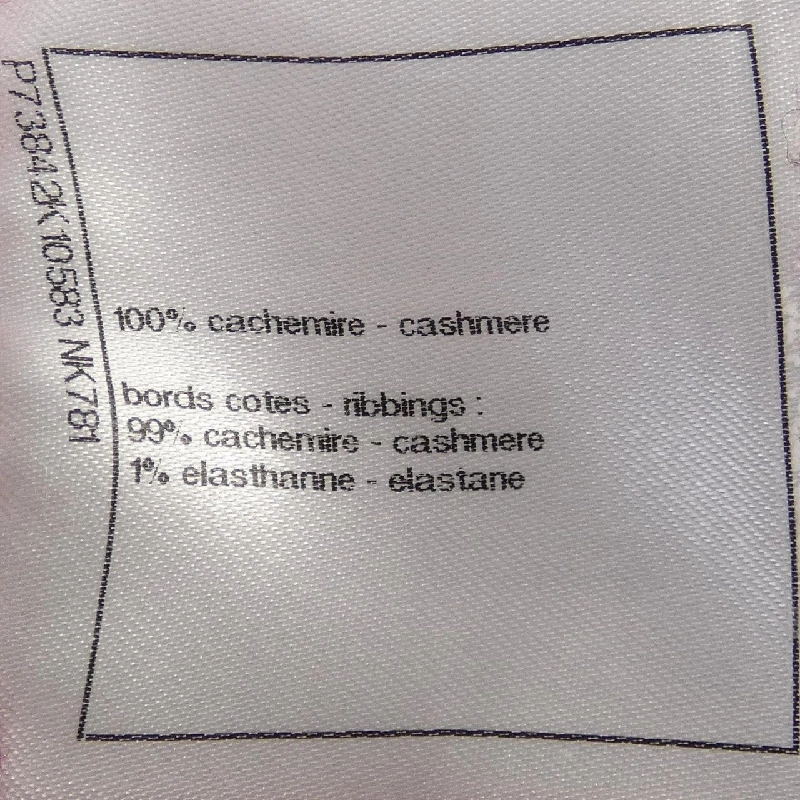 P73842K10583 NK781
100% cachemire - cashmere
bords cotes - ribbings :
99% cachemire - cashmere
1% elasthanne - elastane